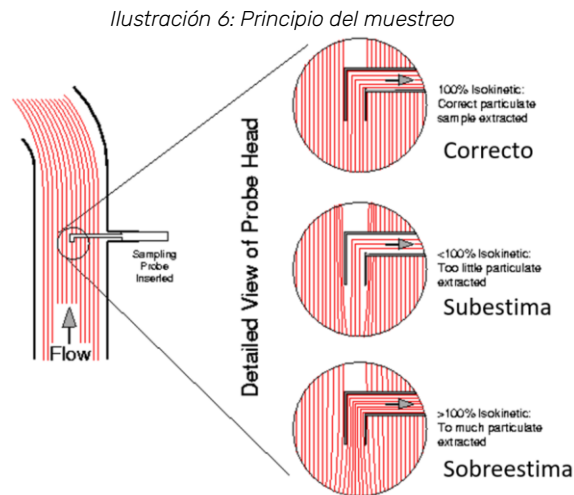 Ilustración 6: Principio del muestreo
Sampling
Probe
Inserted
Flow
Detailed View of Probe Head
100% Isokinetic:
Correct particulate
sample extracted
Correcto
<100% Isokinetic:
Too little particulate
extracted
Subestima
>100% Isokinetic:
To much particulate
extracted
Sobreestima